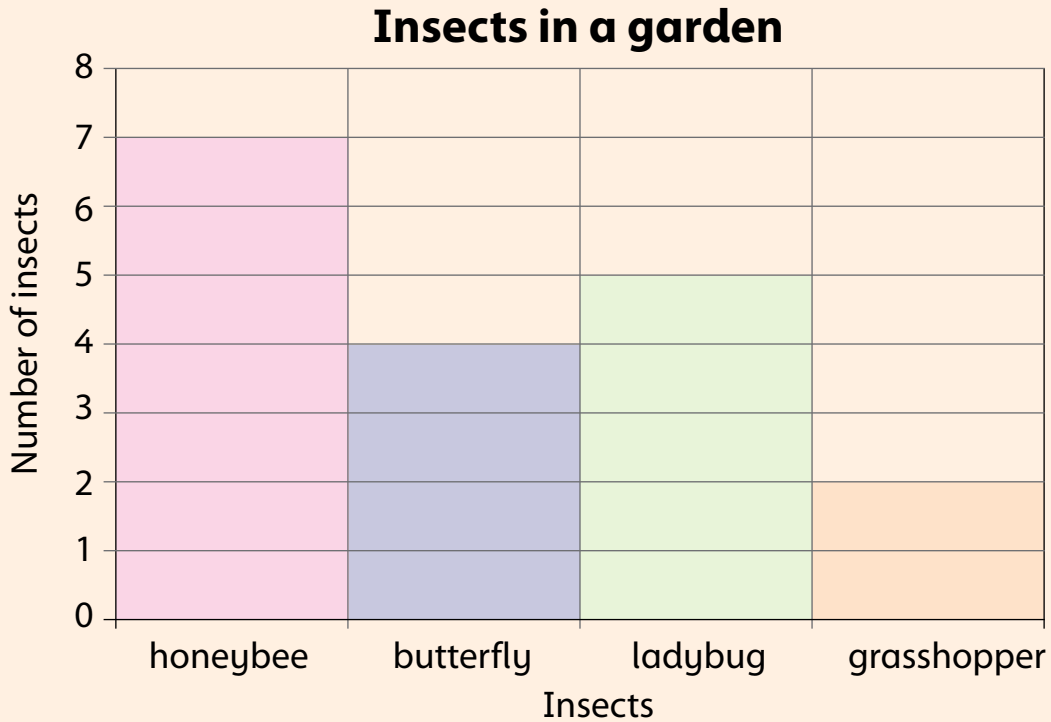 Insects in a garden
8
7
6
5
4
3
2
1
0
Number of insects
honeybee butterfly ladybug grasshopper
Insects